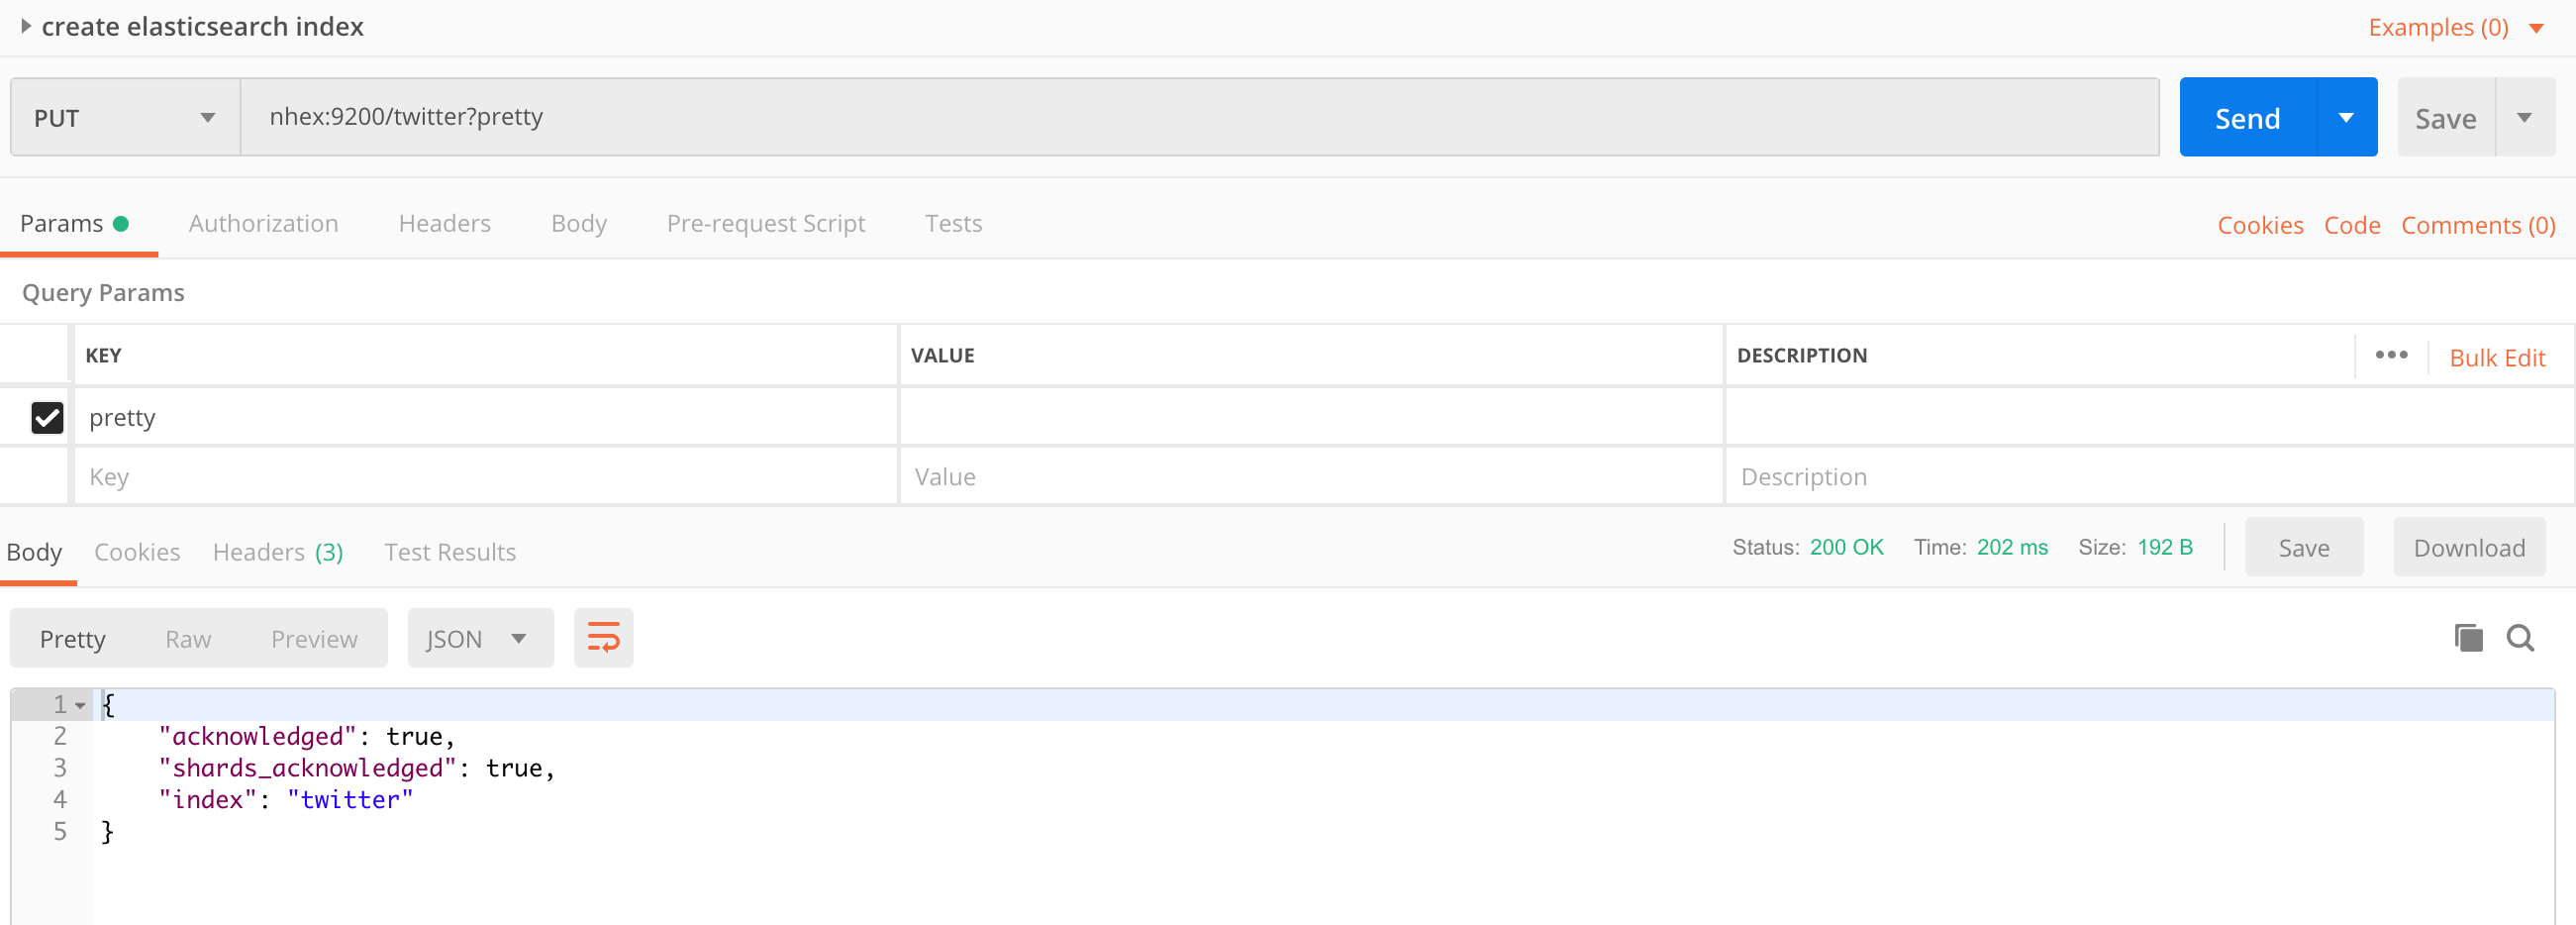 create elasticsearch index Examples (0)
PUT nhex:9200/twitter?pretty Send Save
Params Authorization Headers Body Pre-request Script Tests Cookies Code Comments (0)
Query Params
KEY VALUE DESCRIPTION ••• Bulk Edit
pretty
Key Value Description
Body Cookies Headers (3) Test Results Status: 200 OK Time: 202 ms Size: 192 B Save Download
Pretty Raw Preview JSON
1 {
2 "acknowledged": true,
3 "shards_acknowledged": true,
4 "index": "twitter"
5 }